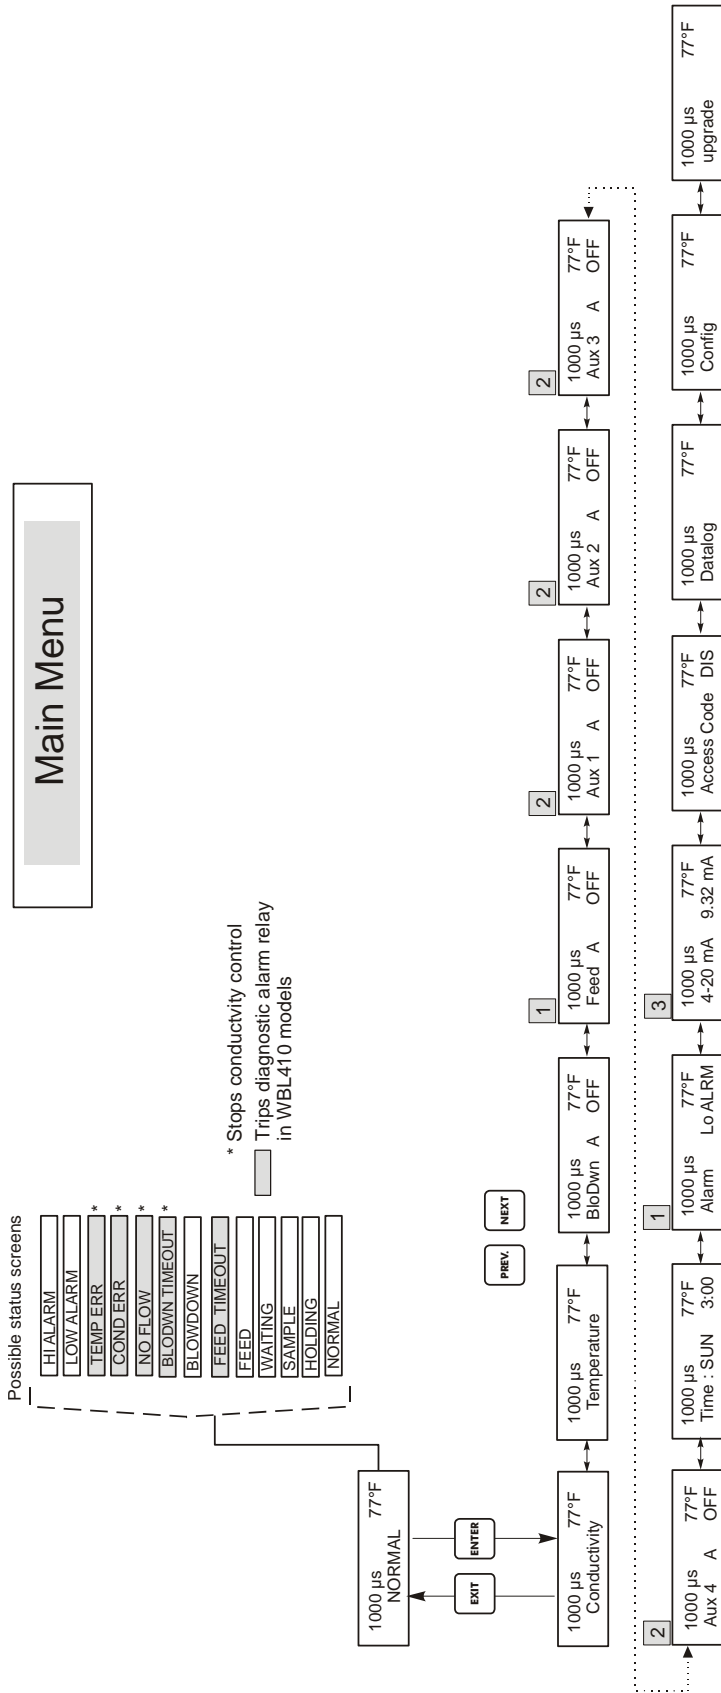 Main Menu
Possible status screens
HI ALARM
LOW ALARM
TEMP ERR *
COND ERR *
NO FLOW *
BLODWN TIMEOUT *
BLOWDOWN
FEED TIMEOUT
FEED
WAITING
SAMPLE
HOLDING
NORMAL
* Stops conductvity control
Trips diagnostic alarm relay
in WBL410 models
1000 µs 77°F
NORMAL
EXIT
ENTER
PREV.
NEXT
1000 µs 77°F
Conductivity
1000 µs 77°F
Temperature
1000 µs 77°F
BloDwn A OFF
1
1000 µs 77°F
Feed A OFF
2
1000 µs 77°F
Aux 1 A OFF
2
1000 µs 77°F
Aux 2 A OFF
2
1000 µs 77°F
Aux 3 A OFF
2
1000 µs 77°F
Aux 4 A OFF
1000 µs 77°F
Time : SUN 3:00
1
1000 µs 77°F
Alarm Lo ALRM
3
1000 µs 77°F
4-20 mA 9.32 mA
1000 µs 77°F
Access Code DIS
1000 µs 77°F
Datalog
1000 µs 77°F
Config
1000 µs 77°F
upgrade